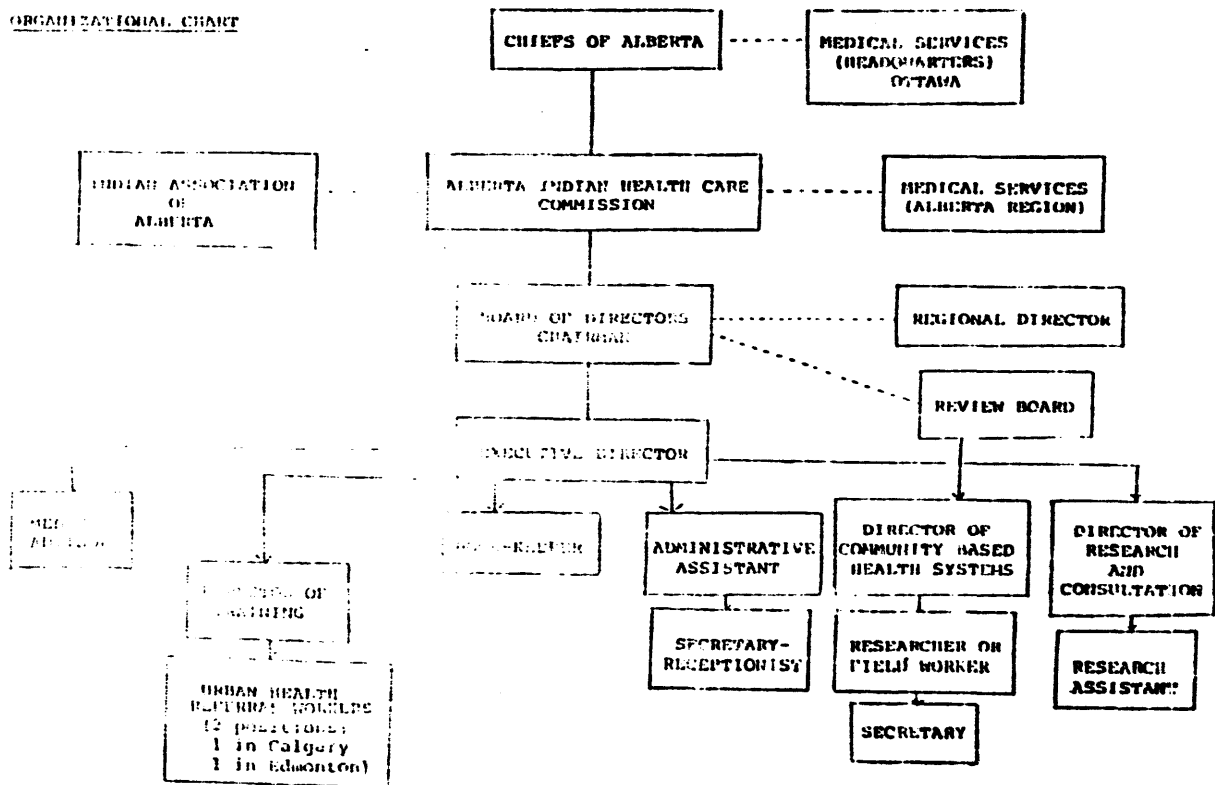 ORGANIZATIONAL CHART
CHIEFS OF ALBERTA
MEDICAL SERVICES
(HEADQUARTERS)
OTTAWA
INDIAN ASSOCIATION
OF
ALBERTA
ALBERTA INDIAN HEALTH CARE
COMMISSION
MEDICAL SERVICES
(ALBERTA REGION)
BOARD OF DIRECTORS
CHAIRMAN
REGIONAL DIRECTOR
REVIEW BOARD
EXECUTIVE DIRECTOR
BOOK-KEEPER
ADMINISTRATIVE
ASSISTANT
DIRECTOR OF
COMMUNITY BASED
HEALTH SYSTEMS
DIRECTOR OF
RESEARCH
AND
CONSULTATION
DIRECTOR OF
TRAINING
SECRETARY-
RECEPTIONIST
RESEARCHER OR
FIELD WORKER
RESEARCH
ASSISTANT
URBAN HEALTH
REFERRAL WORKERS
(2 positions;
1 in Calgary
1 in Edmonton)
SECRETARY